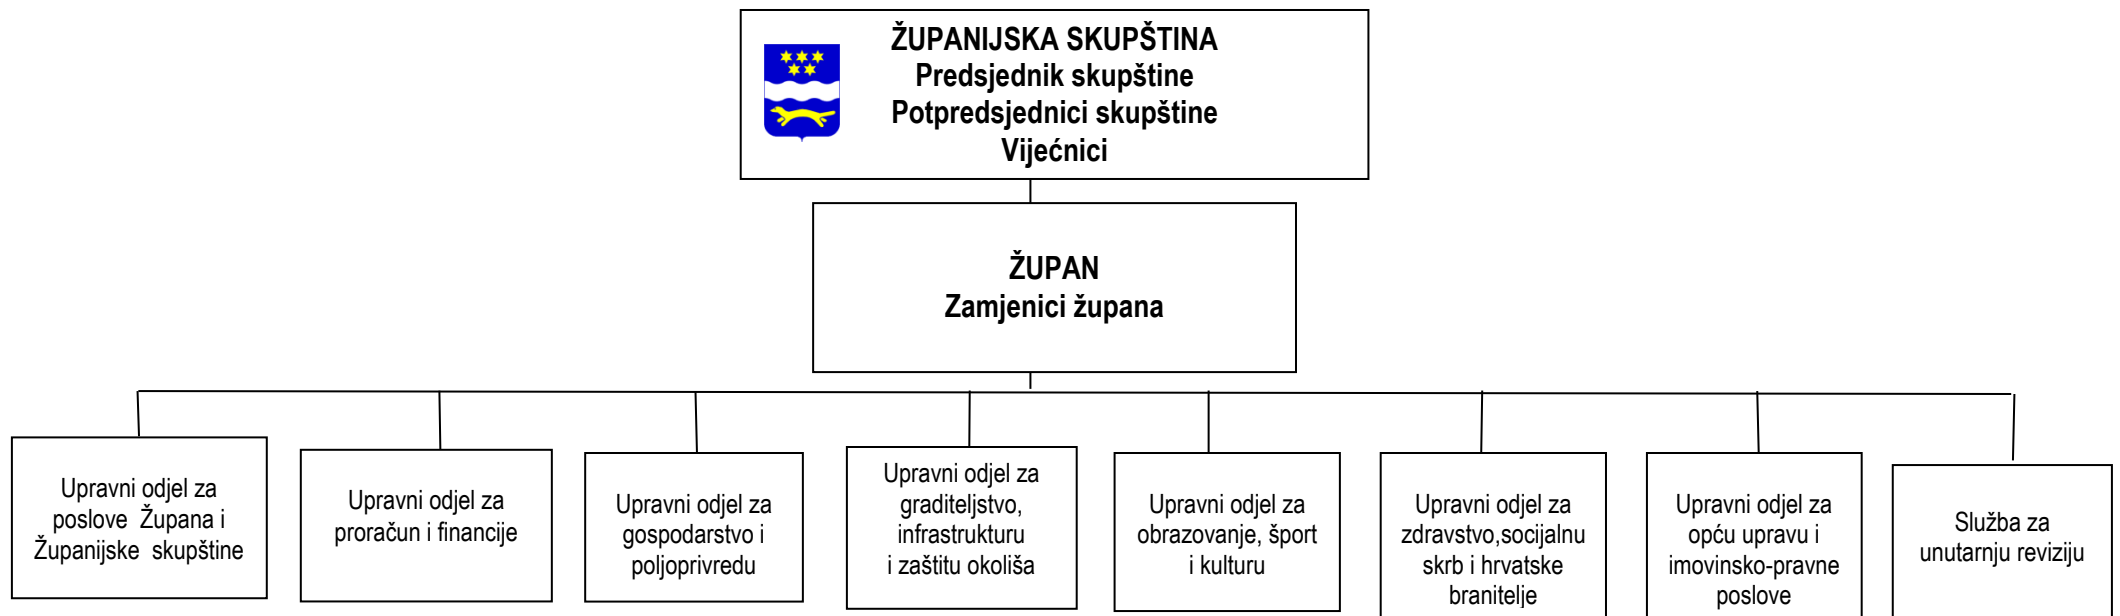 ŽUPANIJSKA SKUPŠTINA
Predsjednik skupštine
Potpredsjednici skupštine
Vijećnici
ŽUPAN
Zamjenici župana
Upravni odjel za
poslove Župana i
Županijske skupštine
Upravni odjel za
proračun i financije
Upravni odjel za
gospodarstvo i
poljoprivredu
Upravni odjel za
graditeljstvo,
infrastrukturu
i zaštitu okoliša
Upravni odjel za
obrazovanje, šport
i kulturu
Upravni odjel za
zdravstvo,socijalnu
skrb i hrvatske
branitelje
Upravni odjel za
opću upravu i
imovinsko-pravne
poslove
Služba za
unutarnju reviziju